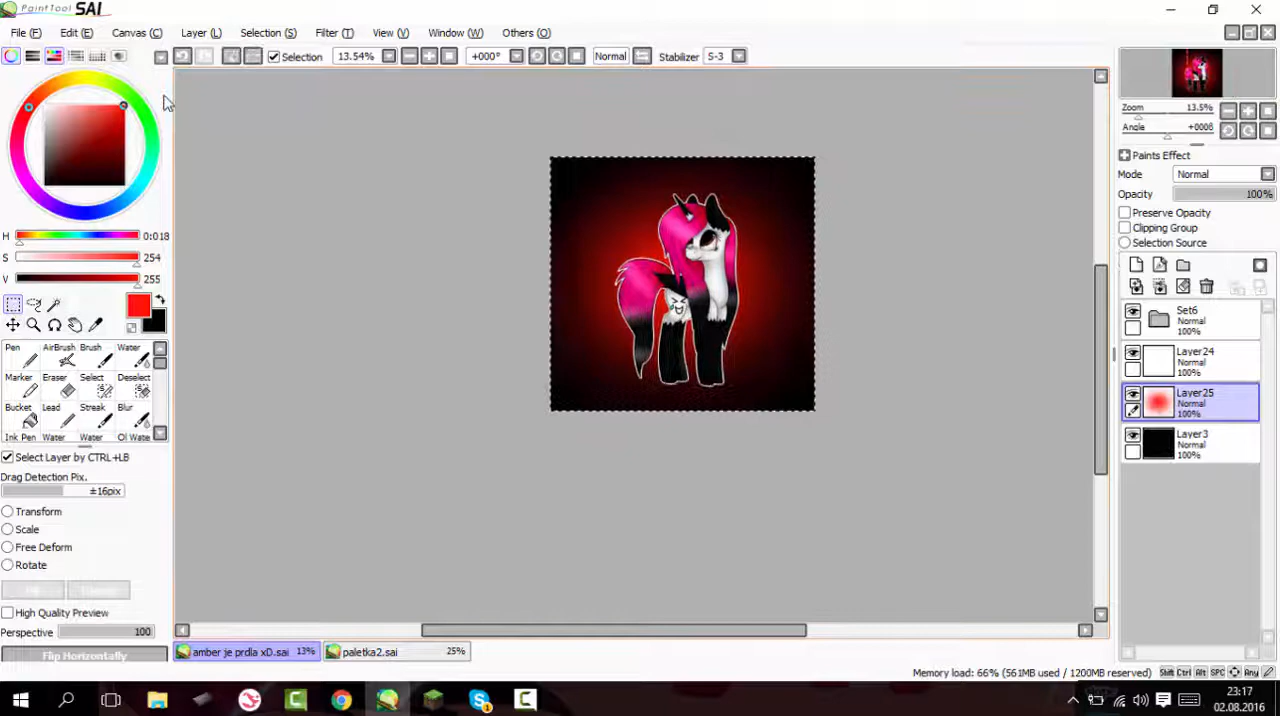 PaintTool SAI
File (F) Edit (E) Canvas (C) Layer (L) Selection (S) Filter (T) View (V) Window (W) Others (O)
Selection 13.54% +000° Normal Stabilizer S-3
Zoom 13.5%
Angle +000δ
Paints Effect
Mode Normal
Opacity 100%
Preserve Opacity
Clipping Group
Selection Source
H 0:018
S 254
V 255
Set6
Normal
100%
Layer24
Normal
100%
Layer25
Normal
100%
Layer3
Normal
100%
Pen AirBrush Brush Water
Marker Eraser Select Deselect
Bucket Lead Streak Blur
Ink Pen Water Water Ol Wate
Select Layer by CTRL+LB
Drag Detection Pix.
±16pix
Transform
Scale
Free Deform
Rotate
High Quality Preview
Perspective 100
Flip Horizontally
amber je prdla xD.sai 13% paletka2.sai 25%
Memory load: 66% (561MB used / 1200MB reserved) Shift Ctrl Alt SPC Any
23:17
02.08.2016